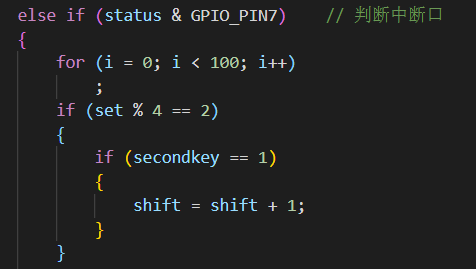 else if (status & GPIO_PIN7)    // 判断中断口
{
    for (i = 0; i < 100; i++)
        ;
    if (set % 4 == 2)
    {
        if (secondkey == 1)
        {
            shift = shift + 1;
        }
    }